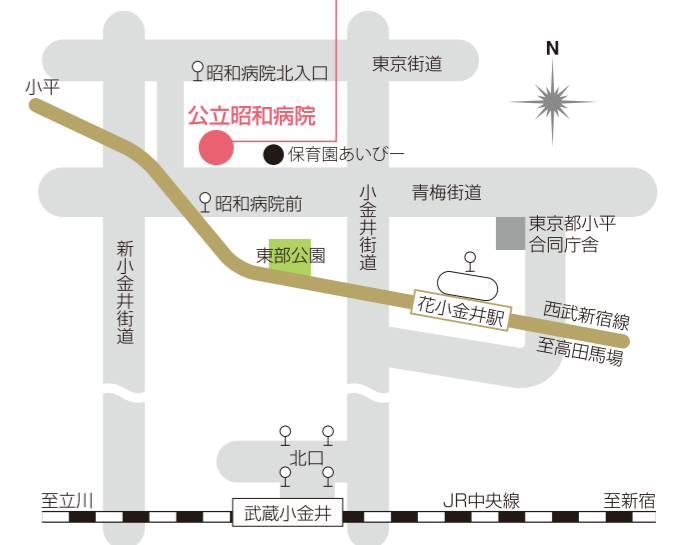 N
東京街道
昭和病院北入口
小平
公立昭和病院
保育園あいびー
青梅街道
昭和病院前
小金井街道
東京都小平
合同庁舎
新小金井街道
東部公園
花小金井駅
西武新宿線
至高田馬場
北口
至立川
武蔵小金井
JR中央線
至新宿